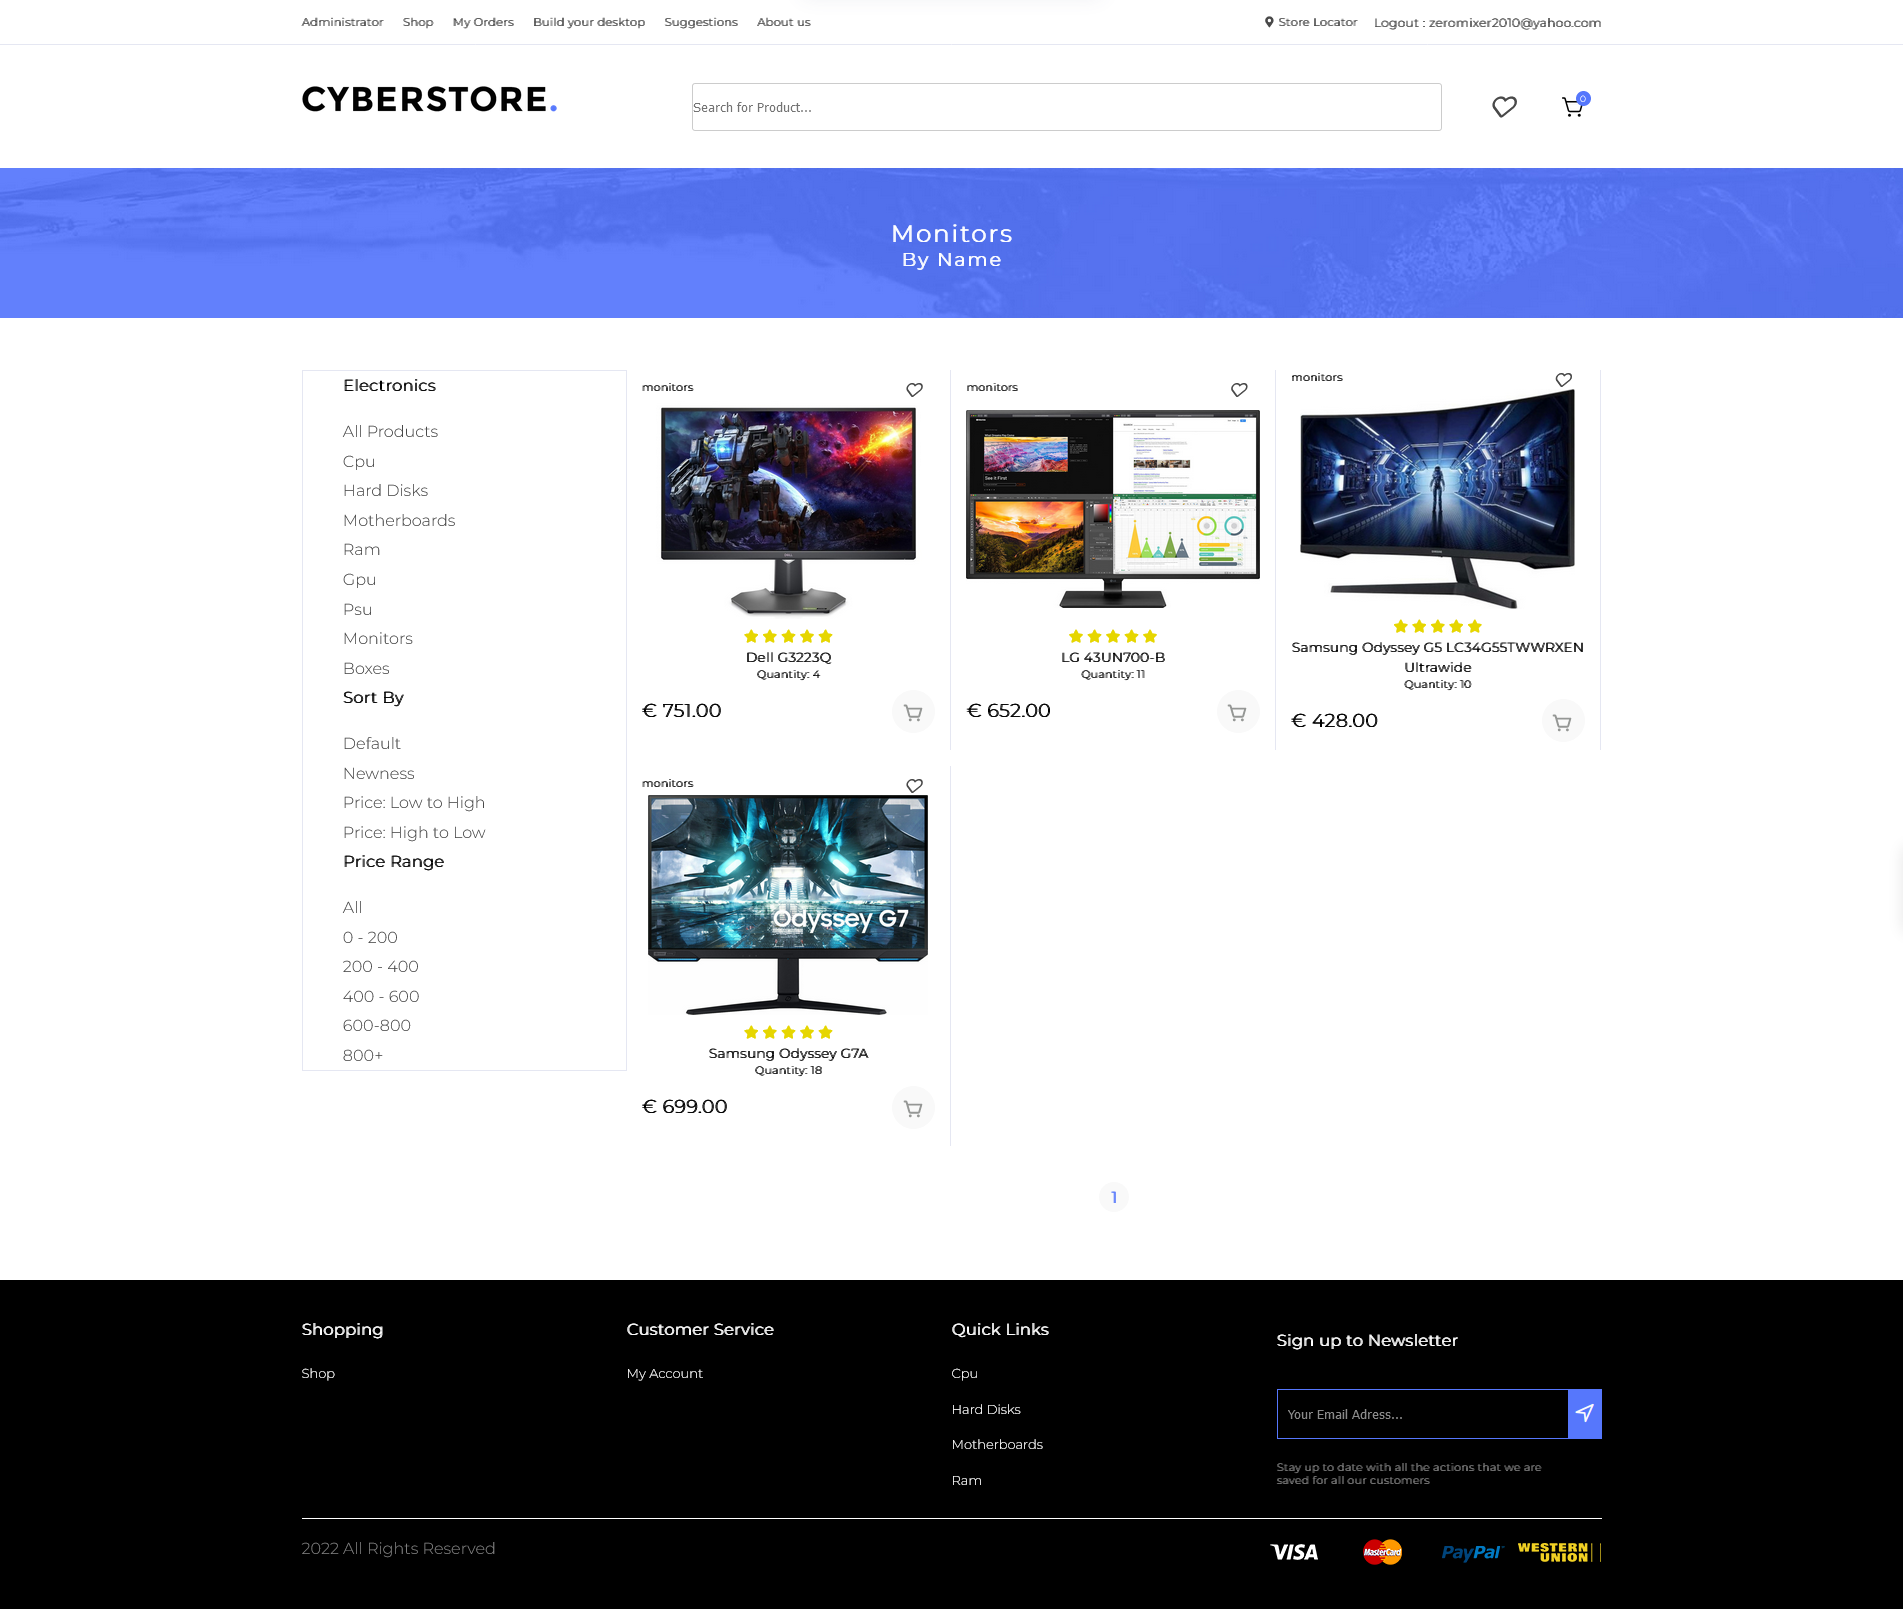 Administrator Shop My Orders Build your desktop Suggestions About us Store Locator Logout : zeromixer2010@yahoo.com
CYBERSTORE.
Search for Product...
0
Monitors
By Name
Electronics
All Products
Cpu
Hard Disks
Motherboards
Ram
Gpu
Psu
Monitors
Boxes
Sort By
Default
Newness
Price: Low to High
Price: High to Low
Price Range
All
0 - 200
200 - 400
400 - 600
600-800
800+
monitors
Dell G3223Q
Quantity: 4
€ 751.00
monitors
See It First
LG 43UN700-B
Quantity: 11
€ 652.00
monitors
Samsung Odyssey G5 LC34G55TWWRXEN
Ultrawide
Quantity: 10
€ 428.00
monitors
Odyssey G7
Samsung Odyssey G7A
Quantity: 18
€ 699.00
1
Shopping
Shop
Customer Service
My Account
Quick Links
Cpu
Hard Disks
Motherboards
Ram
Sign up to Newsletter
Your Email Adress...
Stay up to date with all the actions that we are
saved for all our customers
2022 All Rights Reserved
VISA
MasterCard
PayPal
WESTERN
UNION